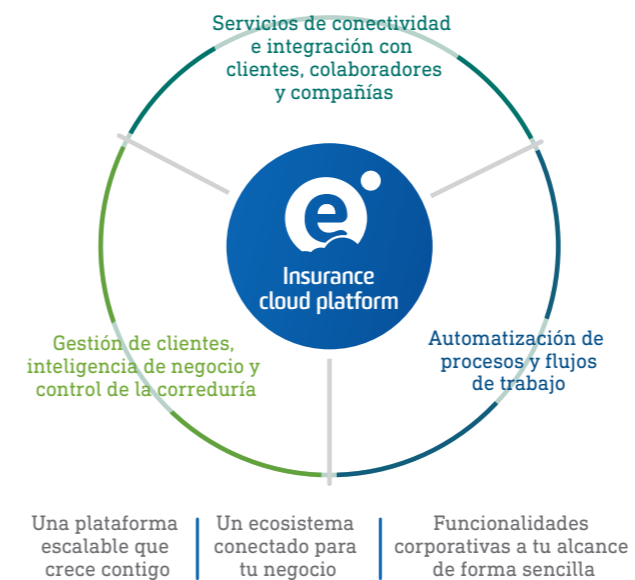 Servicios de conectividad
e integración con
clientes, colaboradores
y compañías
e
Insurance
cloud platform
Gestión de clientes,
inteligencia de negocio y
control de la correduría
Automatización de
procesos y flujos
de trabajo
Una plataforma
escalable que
crece contigo
Un ecosistema
conectado para
tu negocio
Funcionalidades
corporativas a tu alcance
de forma sencilla